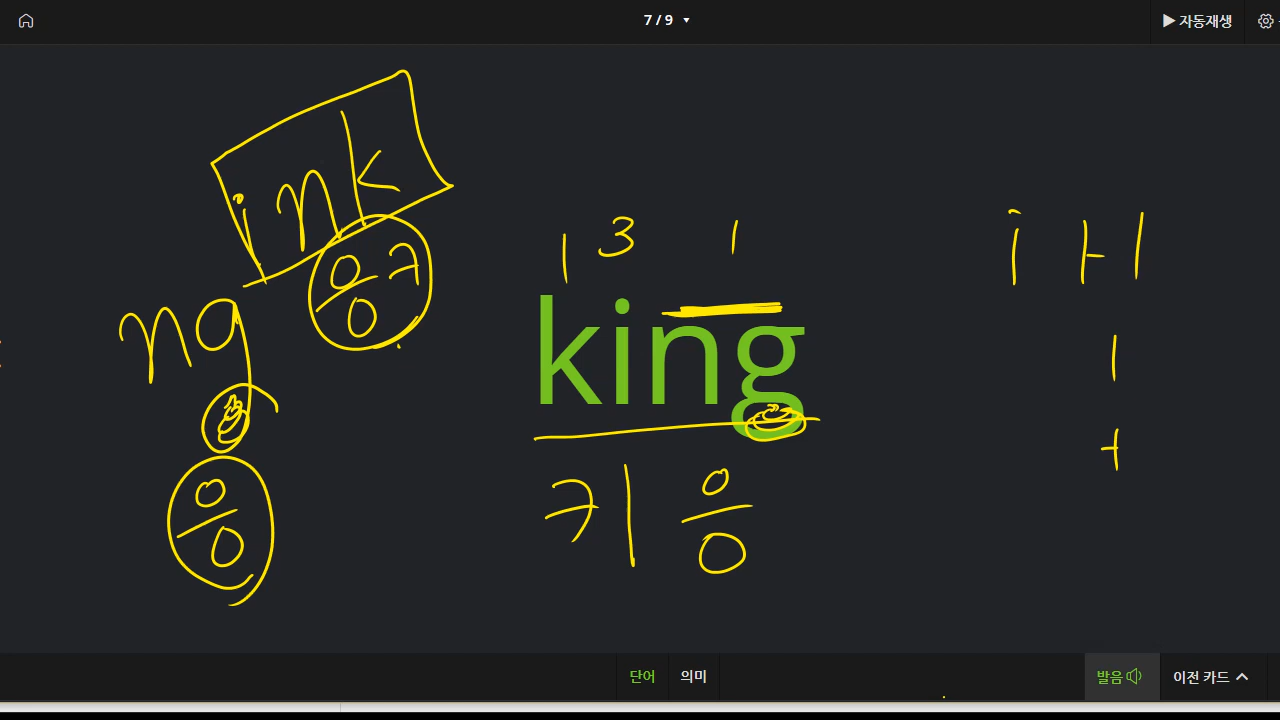 7 / 9 ▼
▶ 자동재생
ink
응ㅋ
1 3 1
i ㅐ
ng
king
응
키 응
ㅣ
ㅓ
단어 의미
발음 이전 카드